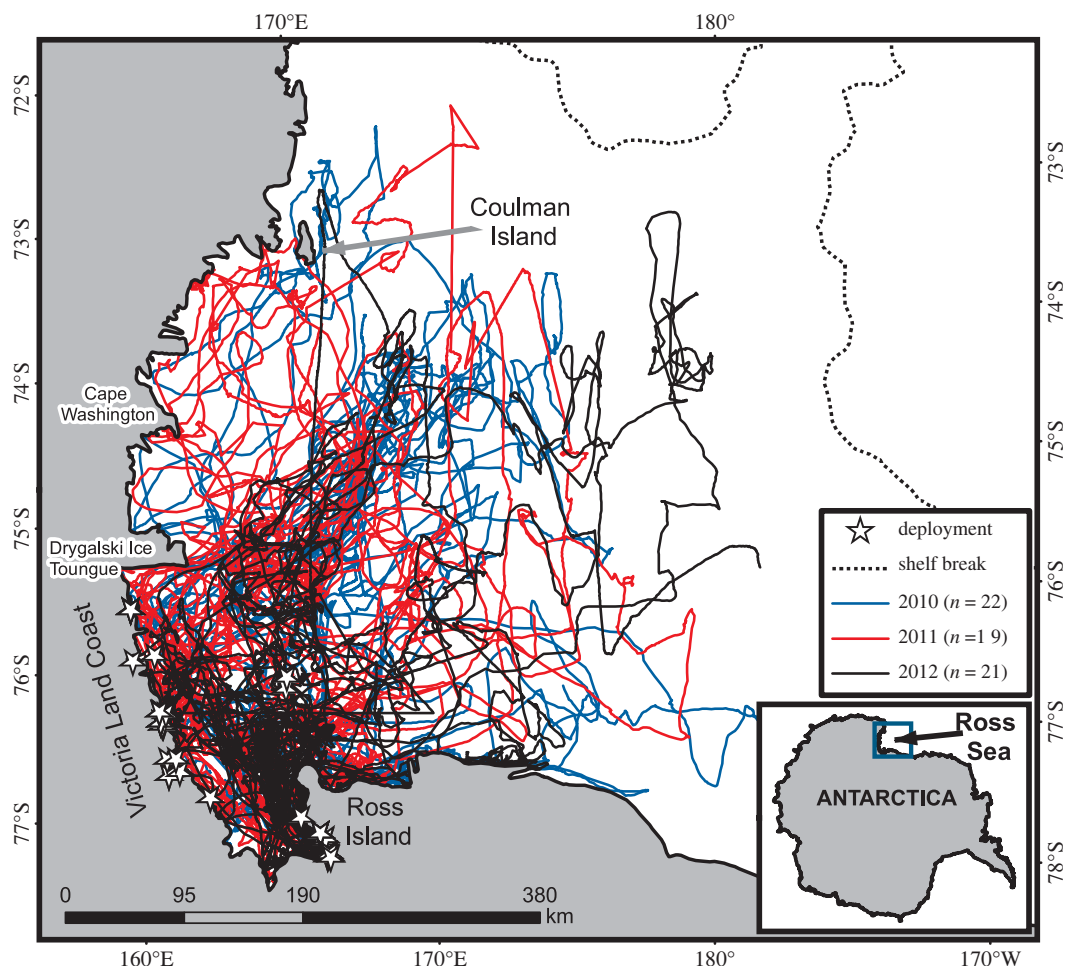 170°E
180°
72°S
73°S
74°S
75°S
76°S
77°S
73°S
74°S
75°S
76°S
77°S
78°S
Coulman
Island
Cape
Washington
Drygalski Ice
Toungue
Victoria Land Coast
Ross
Island
deployment
shelf break
2010 (n = 22)
2011 (n =1 9)
2012 (n = 21)
Ross
Sea
ANTARCTICA
0
95
190
380
km
160°E
170°E
180°
170°W